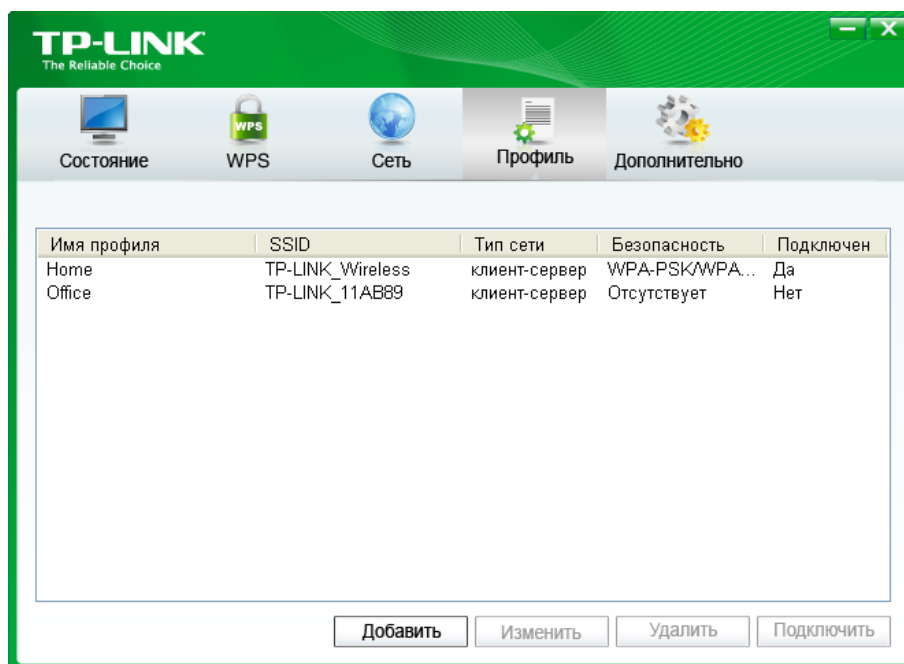 TP-LINK
The Reliable Choice
WPS
Состояние WPS Сеть Профиль Дополнительно
Имя профиля SSID Тип сети Безопасность Подключен
Home TP-LINK_Wireless клиент-сервер WPA-PSK/WPA... Да
Office TP-LINK_11AB89 клиент-сервер Отсутствует Нет
Добавить Изменить Удалить Подключить